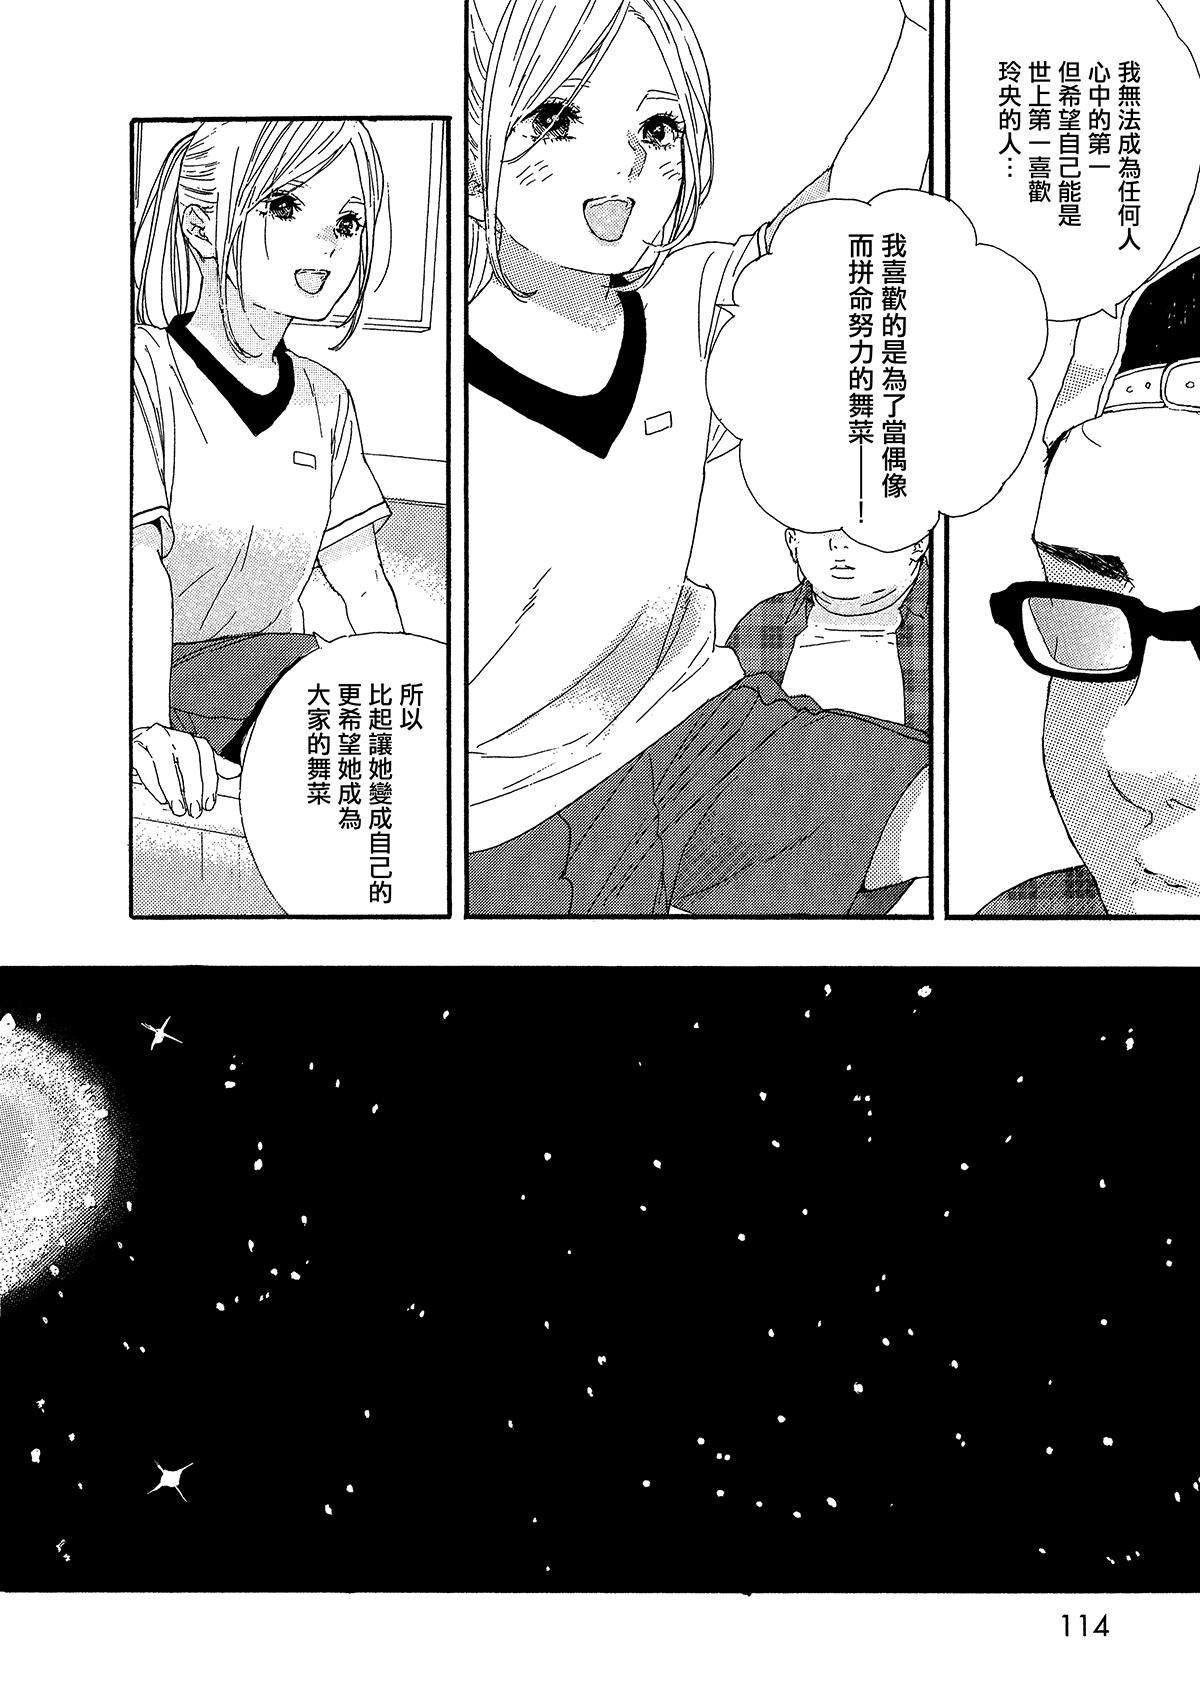 我無法成為任何人
心中的第一
但希望自己能是
世上第一喜歡
玲央的人…
我喜歡的是為了當偶像
而拼命努力的舞菜——！
所以
比起讓她變成自己的
更希望她成為
大家的舞菜
114